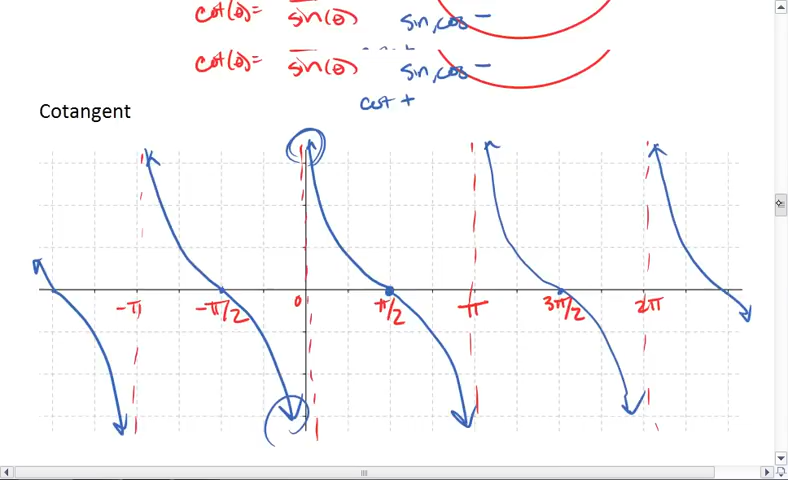 cot(θ)= sin(θ) sin, cos -
cot(θ)= sin(θ) sin, cos -
cot +
Cotangent
-π -π/2 0 π/2 π 3π/2 2π